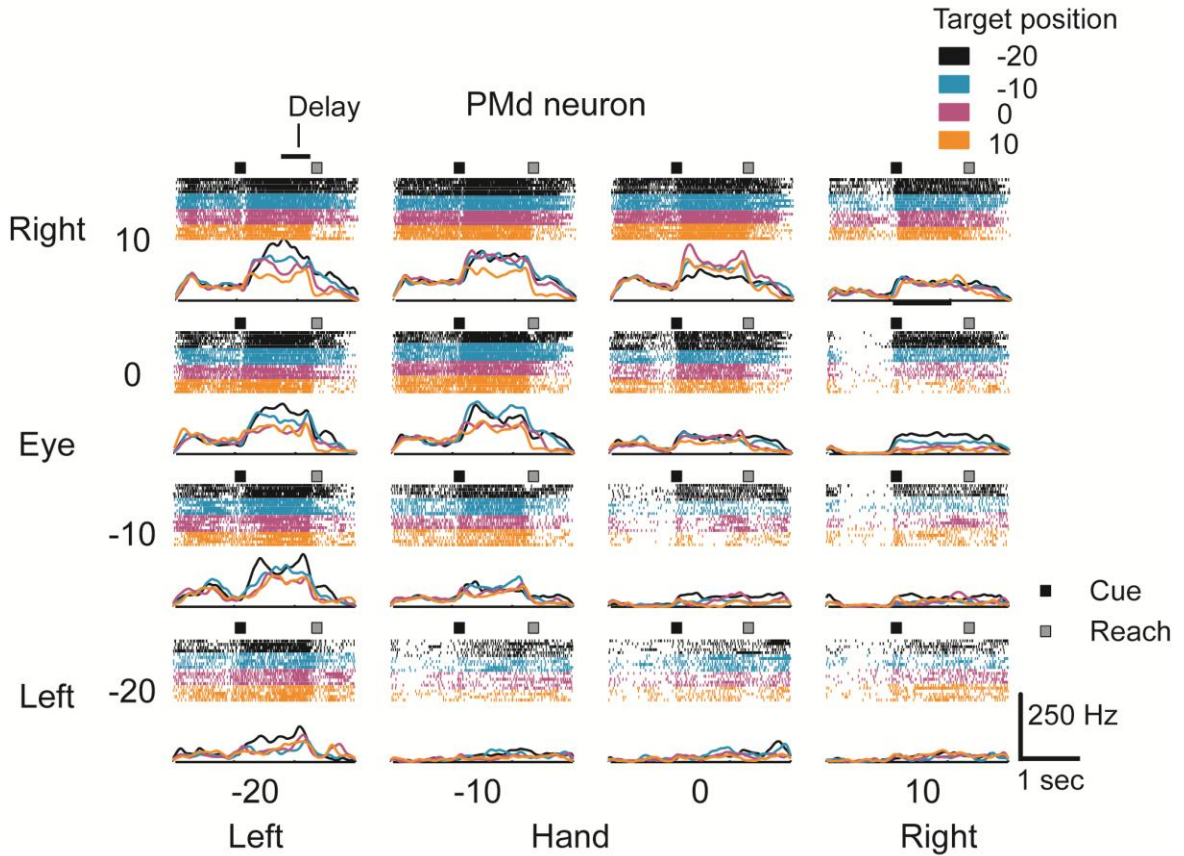 Target position
-20
-10
0
10
PMd neuron
Delay
Right
10
0
Eye
-10
Cue
Reach
Left
-20
250 Hz
1 sec
-20
-10
0
10
Left
Hand
Right